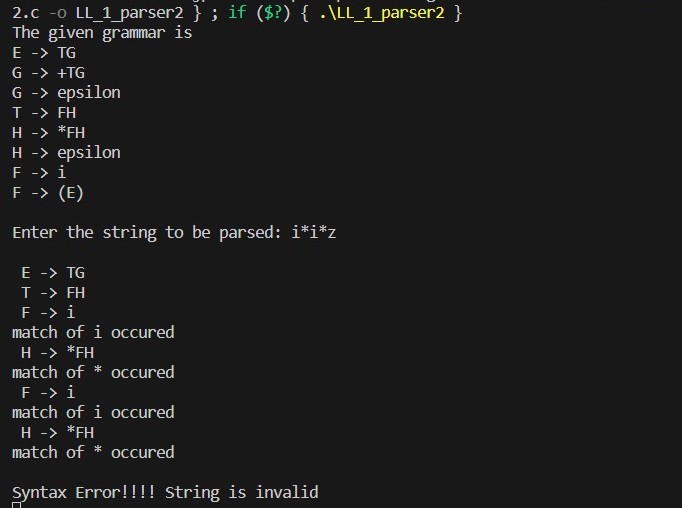 2.c -o LL_1_parser2 } ; if ($?) { .\LL_1_parser2 }
The given grammar is
E -> TG
G -> +TG
G -> epsilon
T -> FH
H -> *FH
H -> epsilon
F -> i
F -> (E)
Enter the string to be parsed: i*i*z
E -> TG
T -> FH
F -> i
match of i occured
H -> *FH
match of * occured
F -> i
match of i occured
H -> *FH
match of * occured
Syntax Error!!!! String is invalid